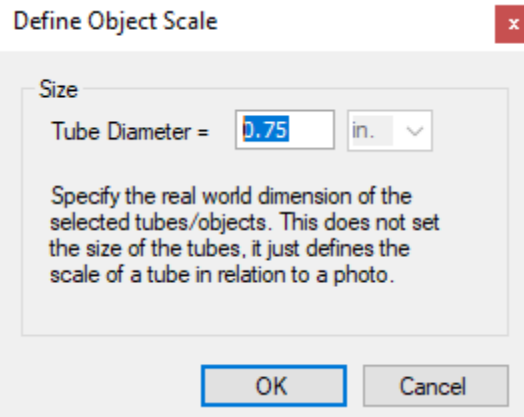 Define Object Scale
x
Size
Tube Diameter = 0.75 in.
Specify the real world dimension of the
selected tubes/objects. This does not set
the size of the tubes, it just defines the
scale of a tube in relation to a photo.
OK Cancel